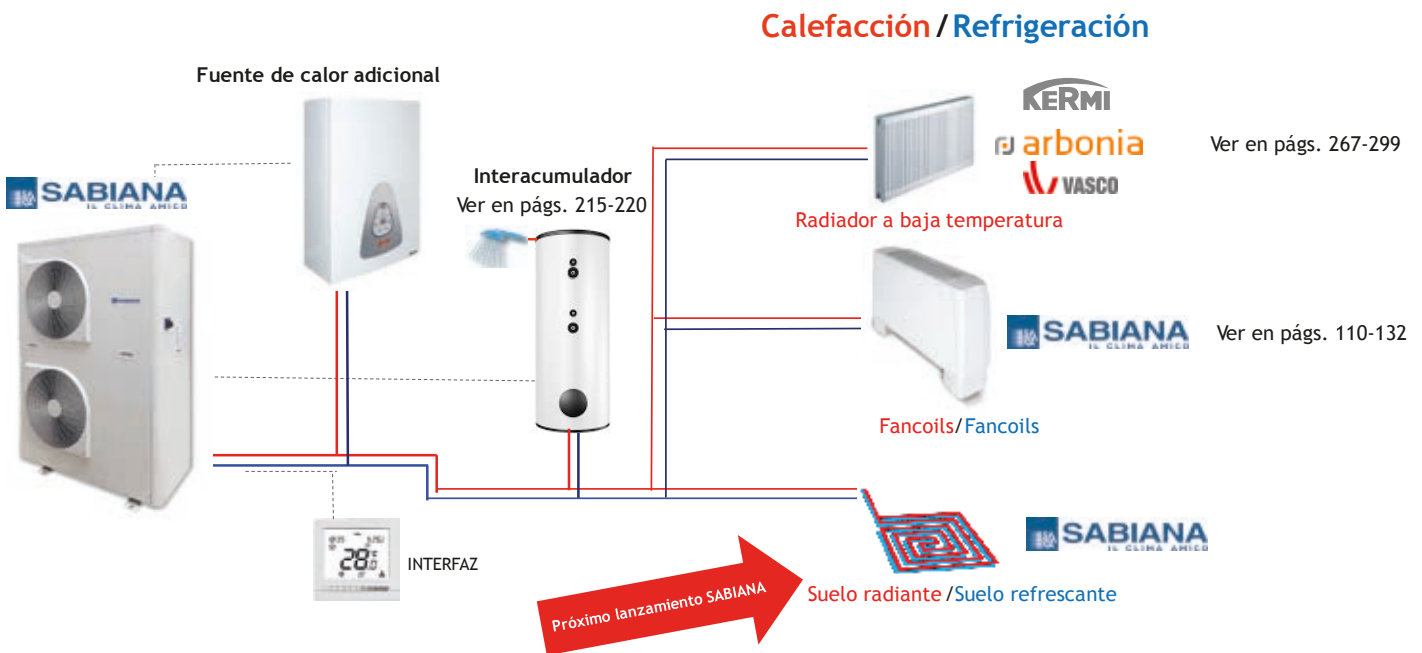 Calefacción / Refrigeración
Fuente de calor adicional
KERMI
arbonia
VASCO
Ver en págs. 267-299
SABIANA
IL CLIMA AMICO
Interacumulador
Ver en págs. 215-220
Radiador a baja temperatura
SABIANA
IL CLIMA AMICO
Ver en págs. 110-132
Fancoils/Fancoils
SABIANA
IL CLIMA AMICO
INTERFAZ
Próximo lanzamiento SABIANA
Suelo radiante /Suelo refrescante